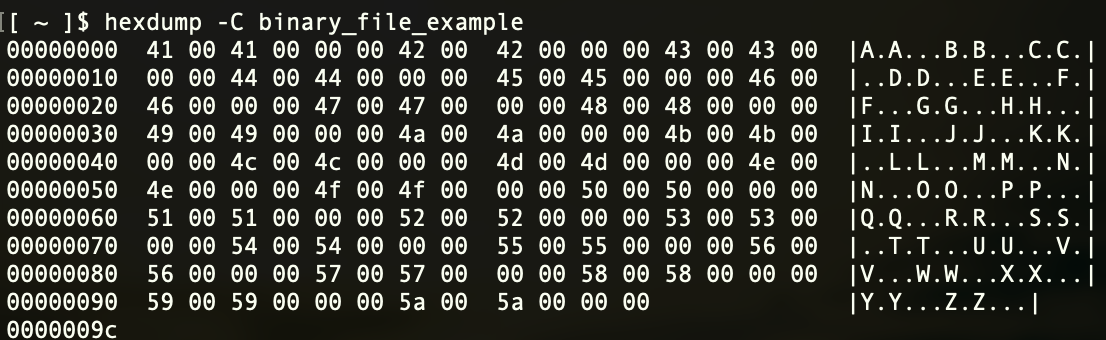 [[ ~ ]$ hexdump -C binary_file_example
00000000  41 00 41 00 00 00 42 00  42 00 00 00 43 00 43 00  |A.A...B.B...C.C.|
00000010  00 00 44 00 44 00 00 00  45 00 45 00 00 00 46 00  |..D.D...E.E...F.|
00000020  46 00 00 00 47 00 47 00  00 00 48 00 48 00 00 00  |F...G.G...H.H...|
00000030  49 00 49 00 00 00 4a 00  4a 00 00 00 4b 00 4b 00  |I.I...J.J...K.K.|
00000040  00 00 4c 00 4c 00 00 00  4d 00 4d 00 00 00 4e 00  |..L.L...M.M...N.|
00000050  4e 00 00 00 4f 00 4f 00  00 00 50 00 50 00 00 00  |N...O.O...P.P...|
00000060  51 00 51 00 00 00 52 00  52 00 00 00 53 00 53 00  |Q.Q...R.R...S.S.|
00000070  00 00 54 00 54 00 00 00  55 00 55 00 00 00 56 00  |..T.T...U.U...V.|
00000080  56 00 00 00 57 00 57 00  00 00 58 00 58 00 00 00  |V...W.W...X.X...|
00000090  59 00 59 00 00 00 5a 00  5a 00 00 00              |Y.Y...Z.Z...|
0000009c